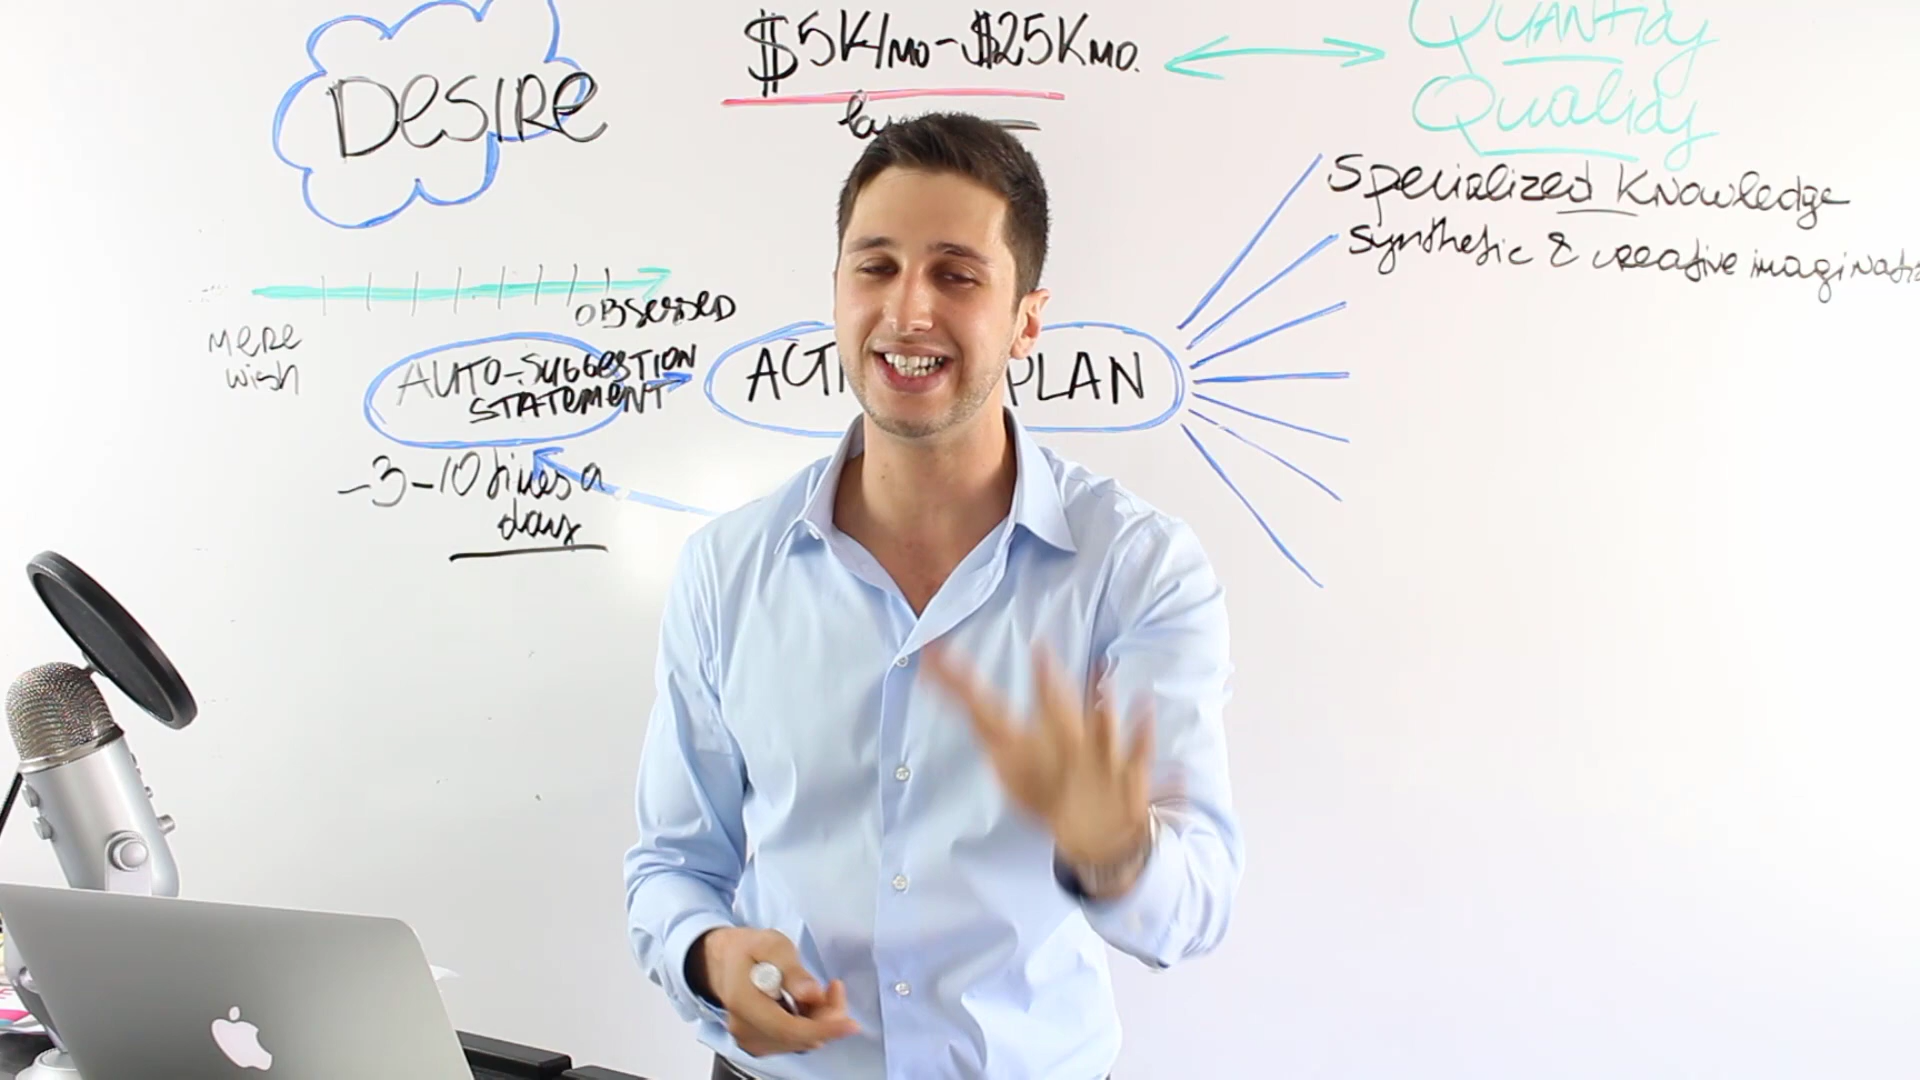 DESIRE
$5K/mo-$25K mo.
QUANTITY
Quality
Specialized Knowledge
Synthetic & creative
OBSESSED
MERE
wish
AUTO-SUGGESTION
STATEMENT
PLAN
-3-10 times a
day